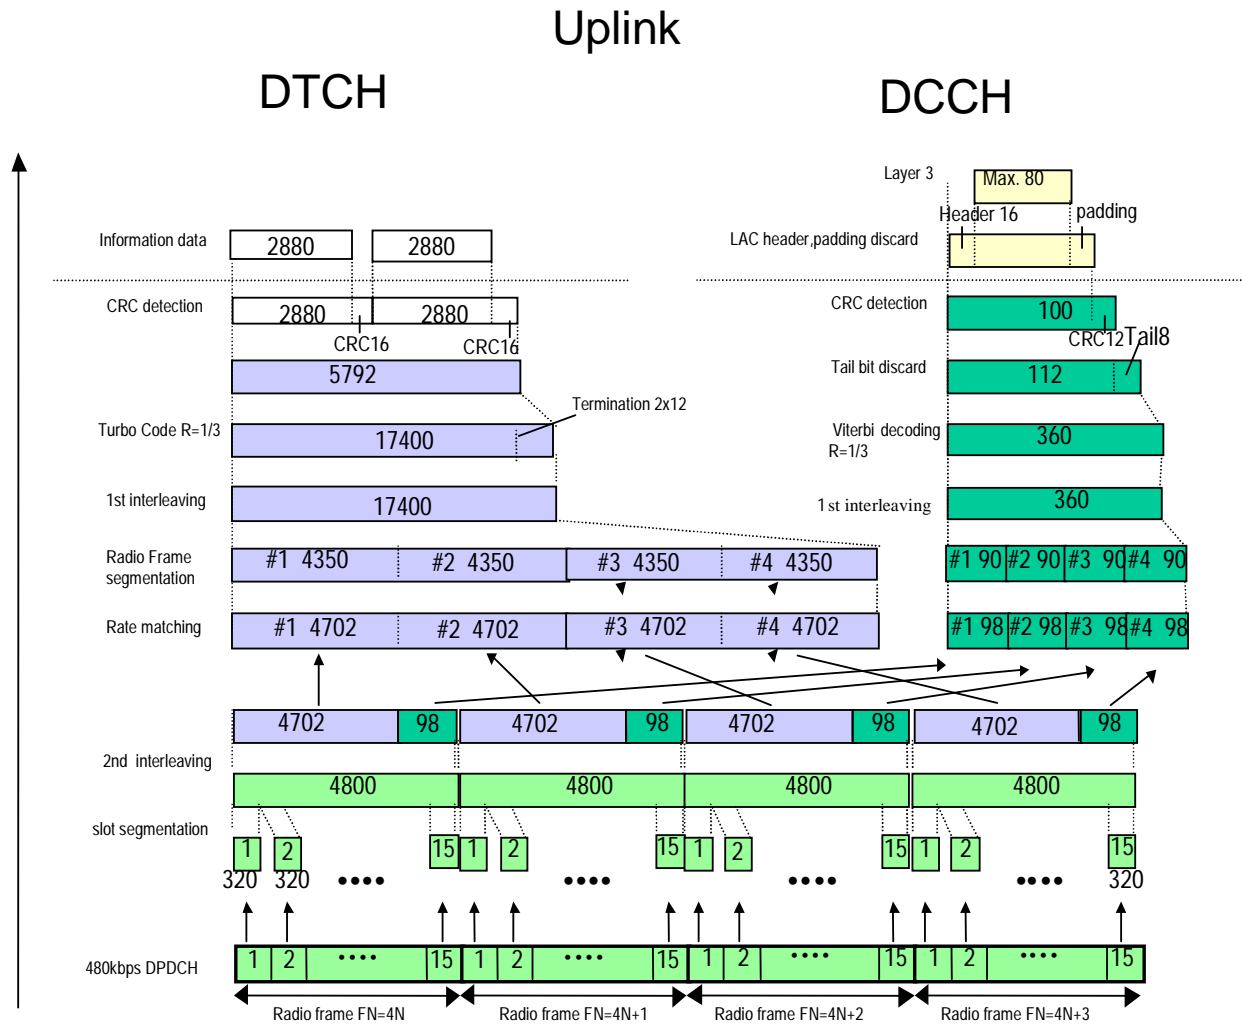 Uplink
DTCH
DCCH
Layer 3
Max. 80
Header 16
padding
Information data
2880
2880
LAC header,padding discard
CRC detection
2880
2880
CRC16
CRC16
CRC detection
100
CRC12
Tail8
5792
Tail bit discard
112
Termination 2x12
Turbo Code R=1/3
17400
Viterbi decoding
R=1/3
360
1st interleaving
17400
1st interleaving
360
Radio Frame
segmentation
#1 4350
#2 4350
#3 4350
#4 4350
#1 90
#2 90
#3 90
#4 90
Rate matching
#1 4702
#2 4702
#3 4702
#4 4702
#1 98
#2 98
#3 98
#4 98
4702
98
4702
98
4702
98
4702
98
2nd interleaving
4800
4800
4800
4800
slot segmentation
1
2
15
1
2
15
1
2
15
1
2
15
320
320
••••
••••
••••
••••
320
480kbps DPDCH
1
2
••••
15
1
2
••••
15
1
2
••••
15
1
2
••••
15
Radio frame FN=4N
Radio frame FN=4N+1
Radio frame FN=4N+2
Radio frame FN=4N+3